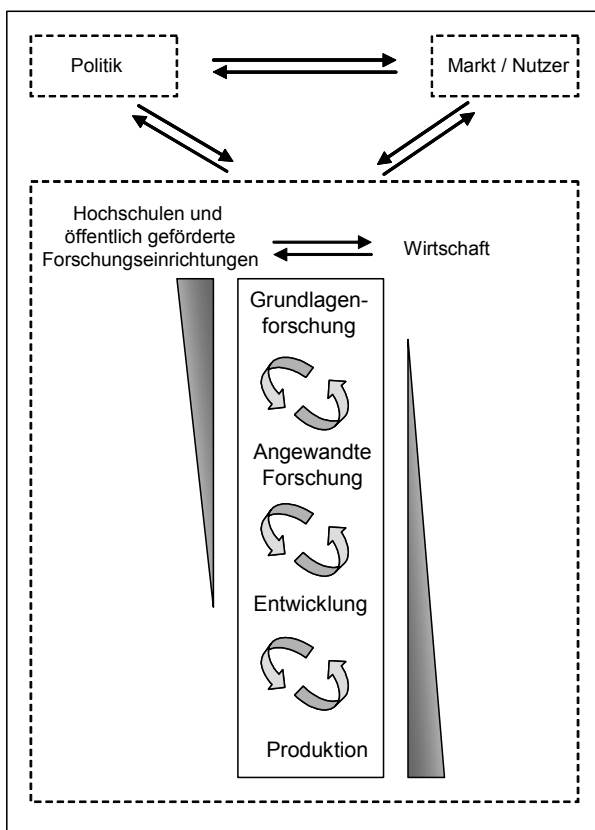 Politik
Markt / Nutzer
Hochschulen und
öffentlich geförderte
Forschungseinrichtungen
Wirtschaft
Grundlagen-
forschung
Angewandte
Forschung
Entwicklung
Produktion